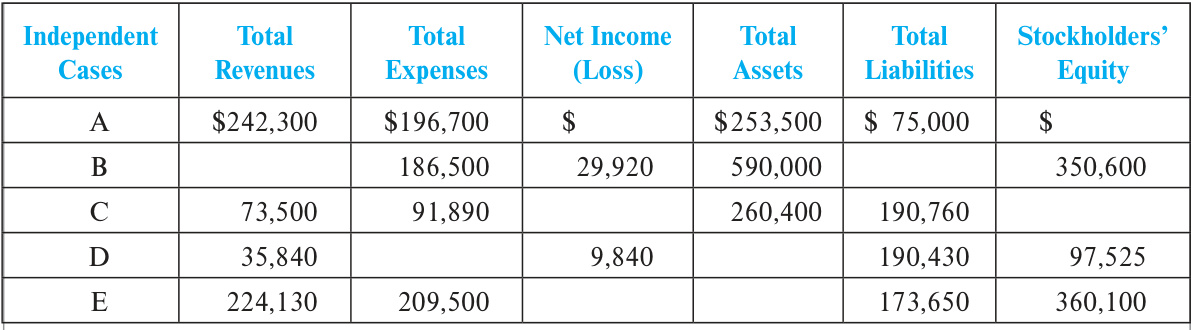 Independent Cases Total Revenues Total Expenses Net Income (Loss) Total Assets Total Liabilities Stockholders’ Equity
A $242,300 $196,700 $ $253,500 $ 75,000 $
B 186,500 29,920 590,000 350,600
C 73,500 91,890 260,400 190,760
D 35,840 9,840 190,430 97,525
E 224,130 209,500 173,650 360,100